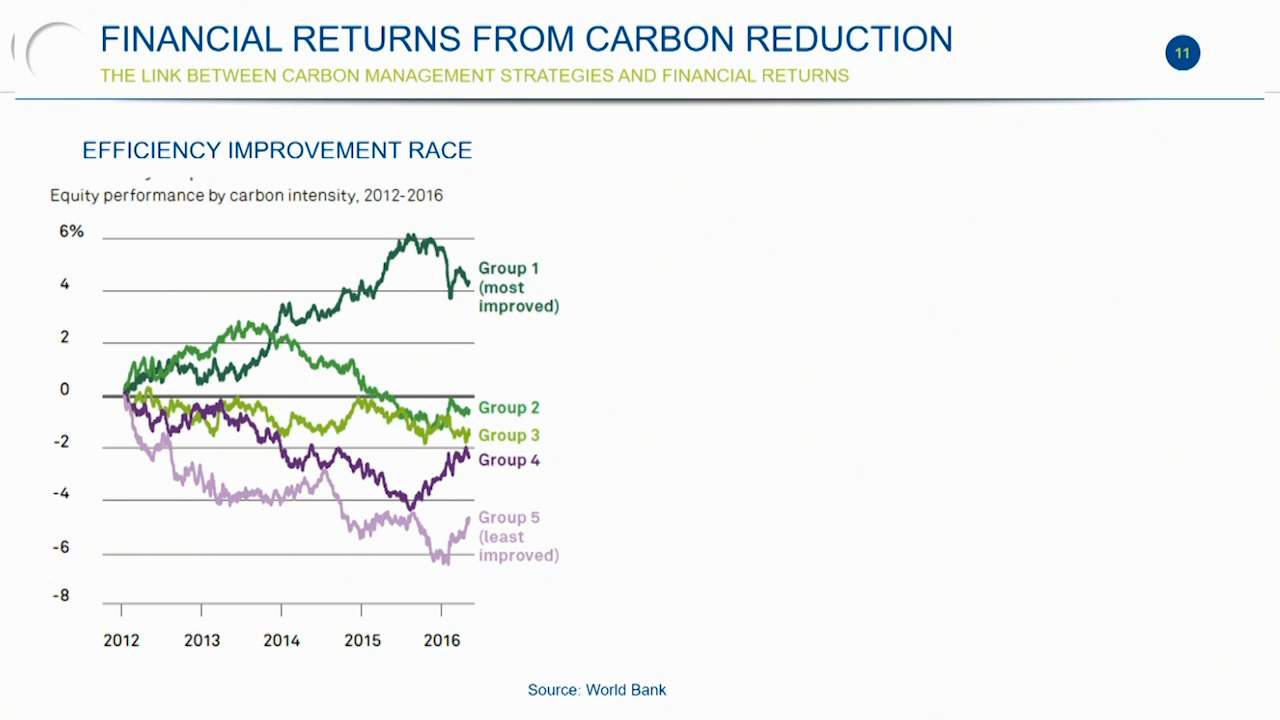 FINANCIAL RETURNS FROM CARBON REDUCTION
11
THE LINK BETWEEN CARBON MANAGEMENT STRATEGIES AND FINANCIAL RETURNS
EFFICIENCY IMPROVEMENT RACE
Equity performance by carbon intensity, 2012-2016
6%
4
2
0
-2
-4
-6
-8
Group 1
(most
improved)
Group 2
Group 3
Group 4
Group 5
(least
improved)
2012 2013 2014 2015 2016
Source: World Bank